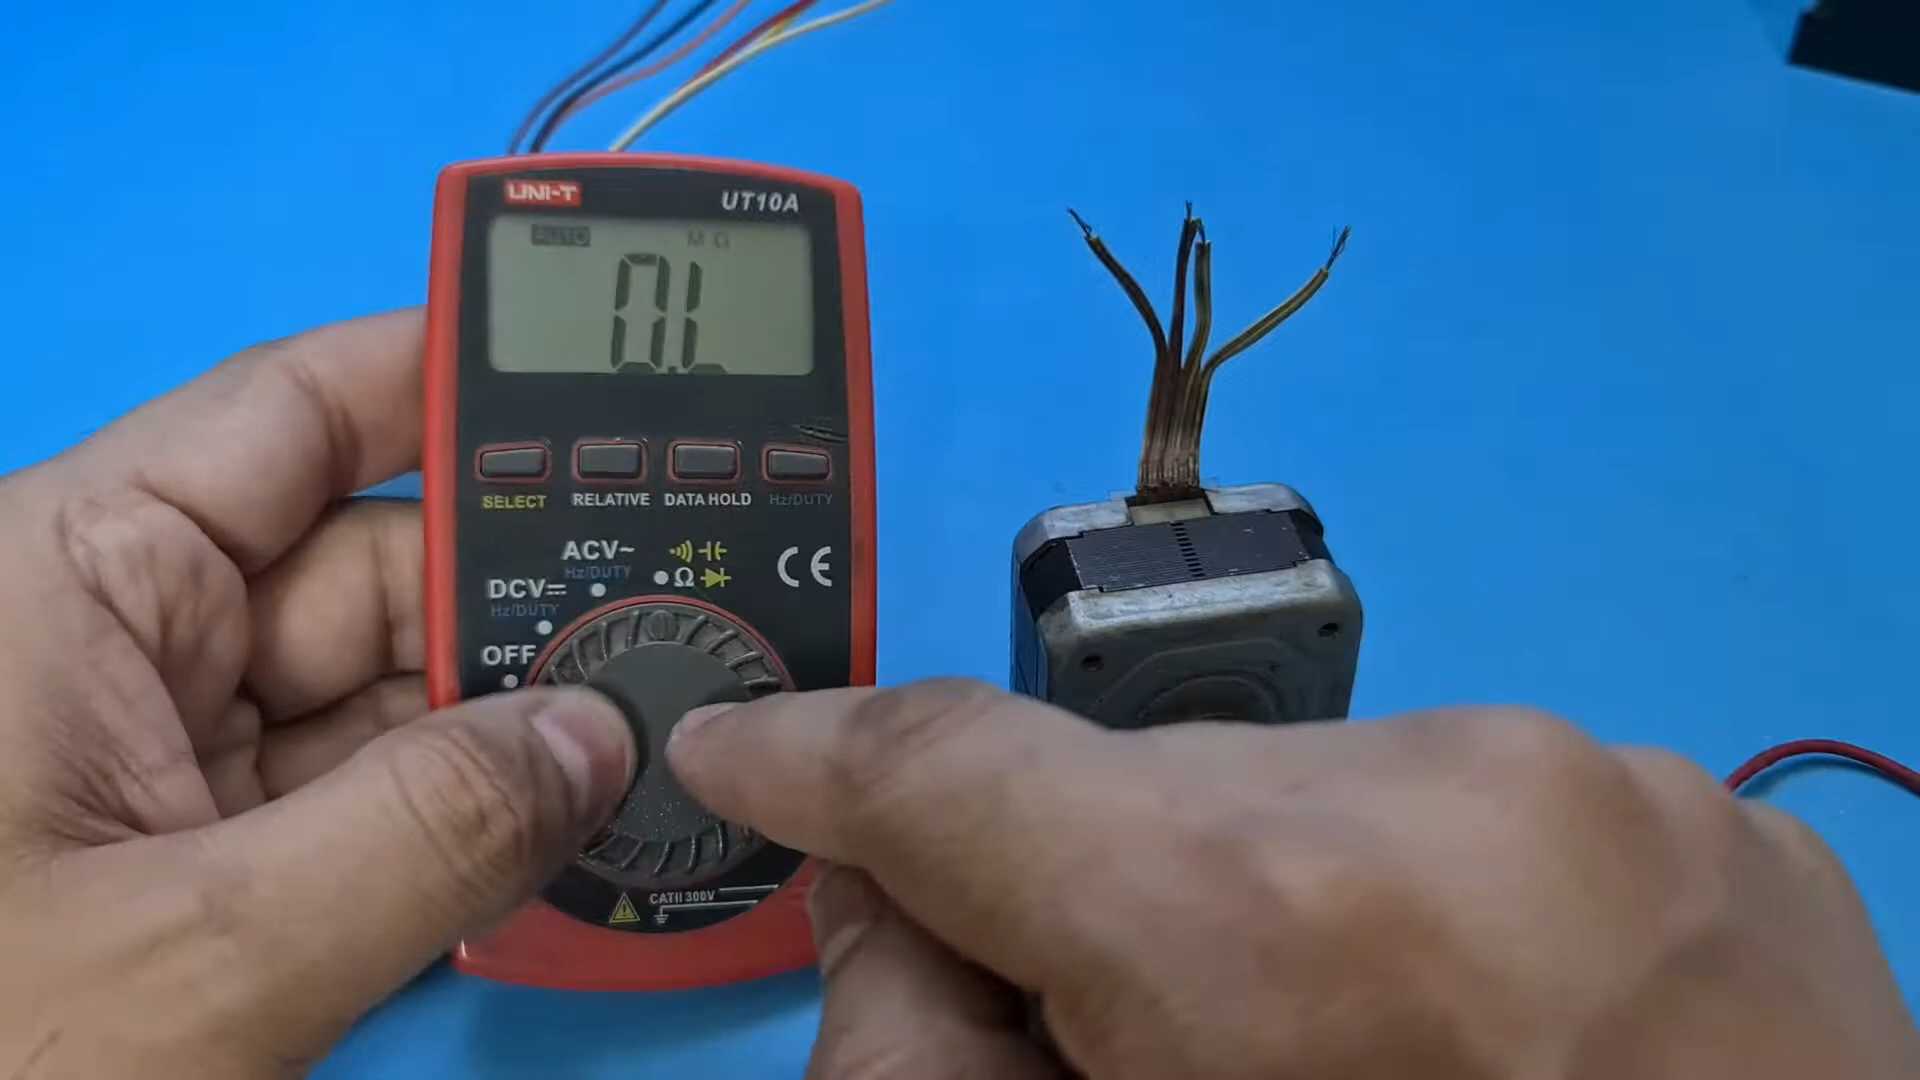 UNI-T
UT10A
AUTO
M Ω
0.L
SELECT
RELATIVE
DATA HOLD
Hz/DUTY
ACV~
Hz/DUTY
Ω
DCV
Hz/DUTY
CE
OFF
CATII 300V